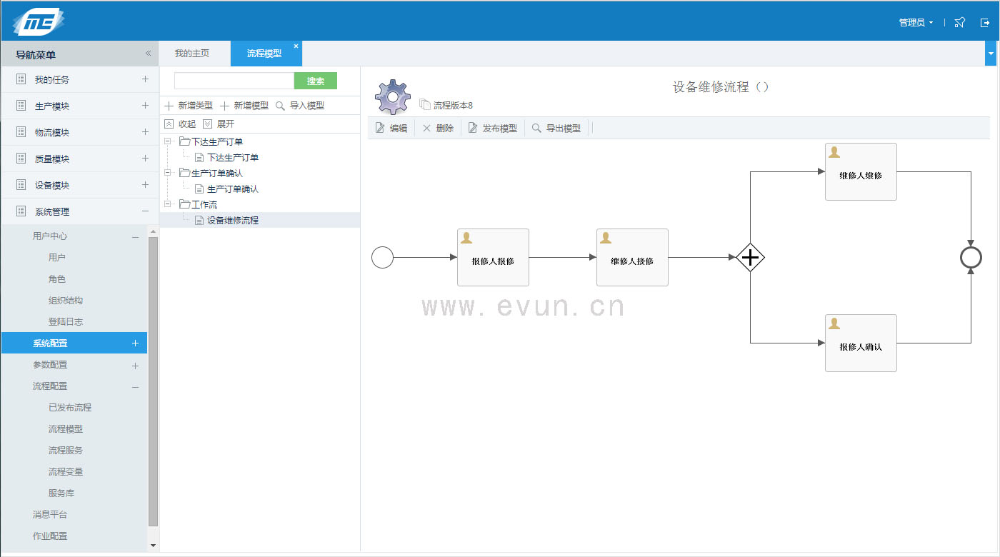 管理员
导航菜单
我的主页
流程模型
我的任务
生产模块
物流模块
质量模块
设备模块
系统管理
用户中心
用户
角色
组织结构
登陆日志
系统配置
参数配置
流程配置
已发布流程
流程模型
流程服务
流程变量
服务库
消息平台
作业配置
搜索
新增类型 新增模型 导入模型
收起 展开
下达生产订单
下达生产订单
生产订单确认
生产订单确认
工作流
设备维修流程
设备维修流程（）
流程版本8
编辑 删除 发布模型 导出模型
维修人维修
报修人报修
维修人接修
报修人确认
www.evun.cn